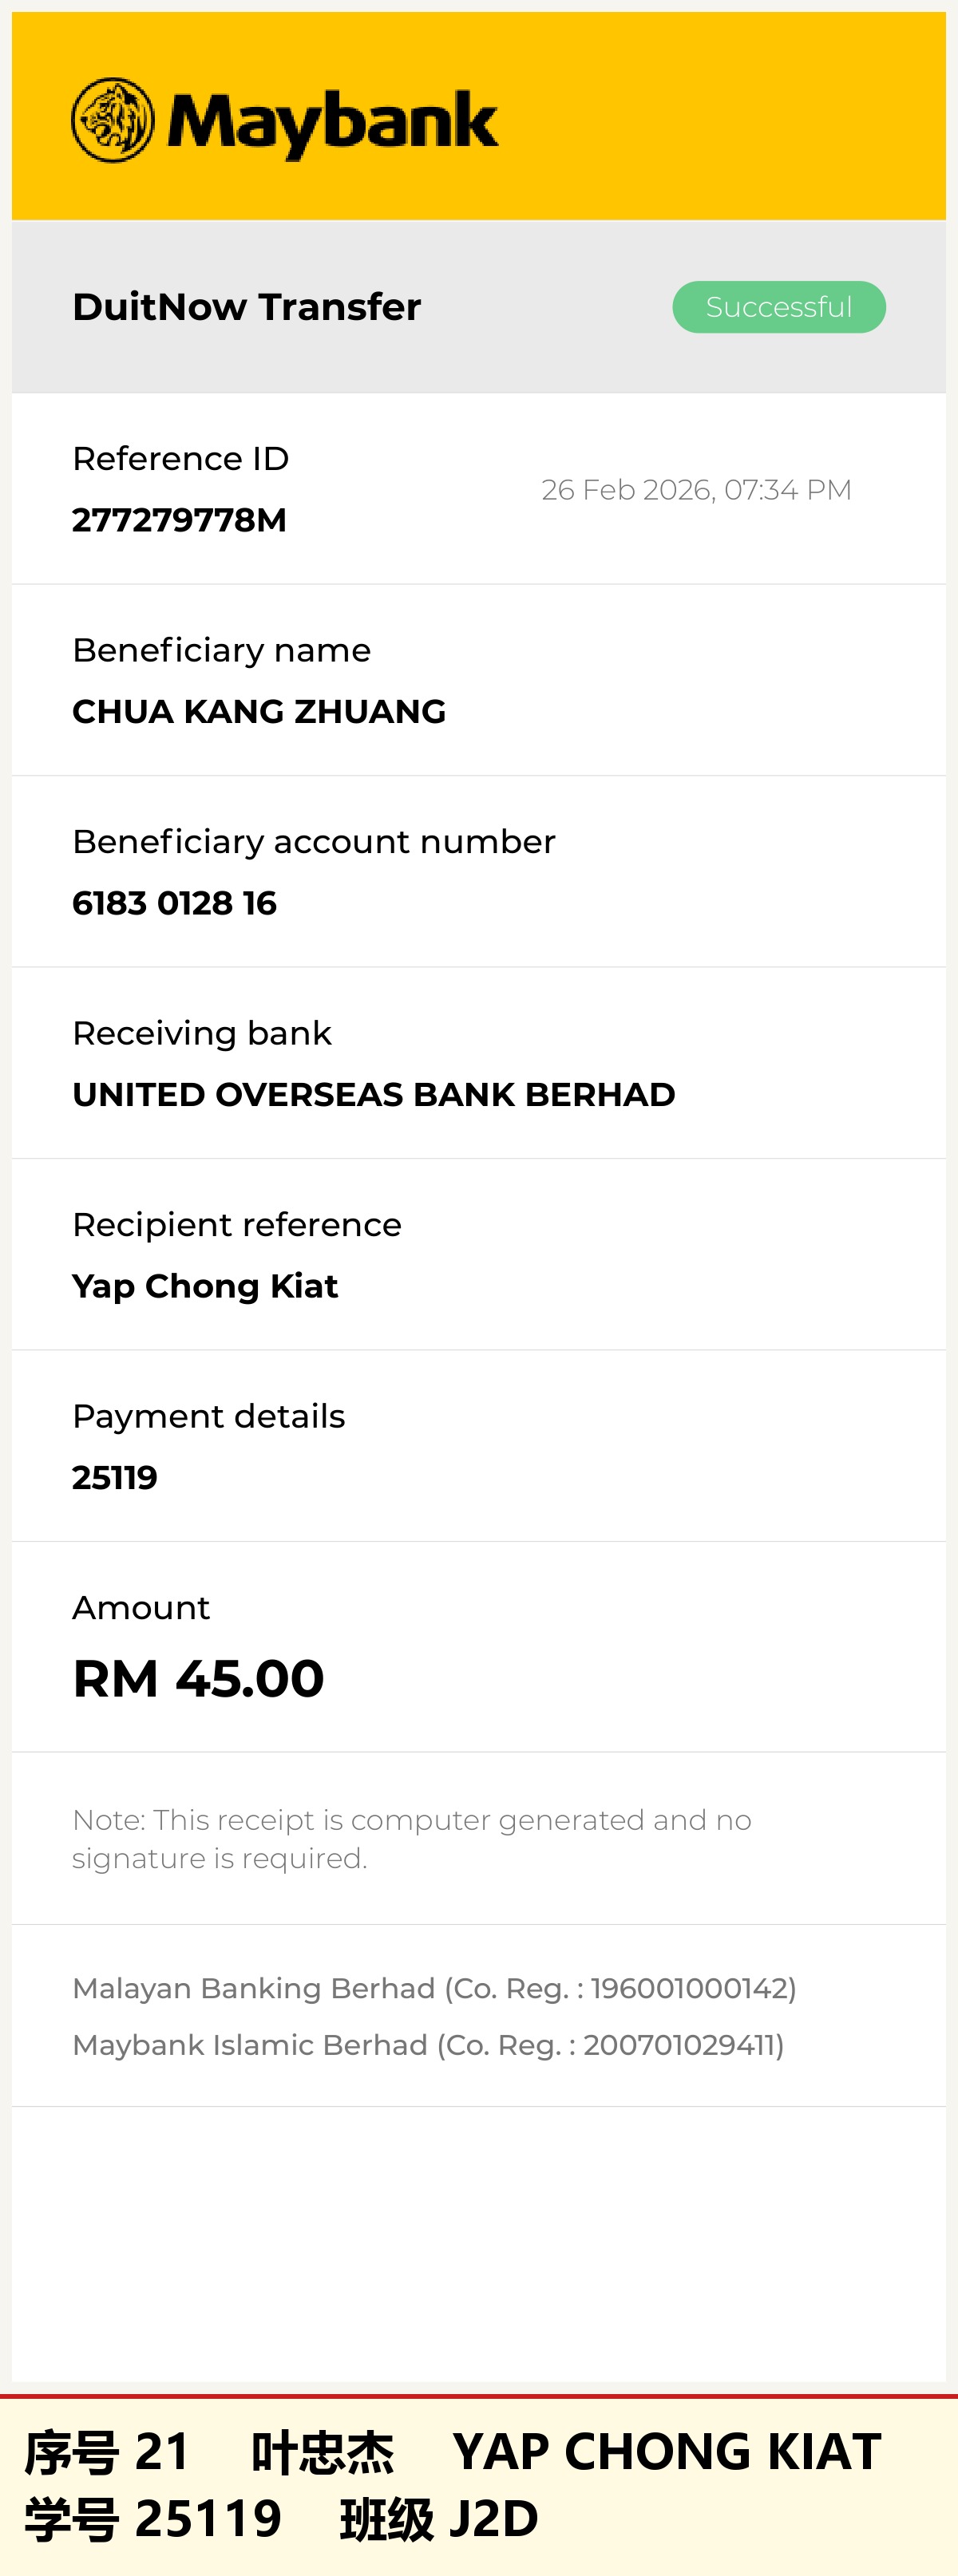 Maybank
DuitNow Transfer
Successful
Reference ID
277279778M
26 Feb 2026, 07:34 PM
Beneficiary name
CHUA KANG ZHUANG
Beneficiary account number
6183 0128 16
Receiving bank
UNITED OVERSEAS BANK BERHAD
Recipient reference
Yap Chong Kiat
Payment details
25119
Amount
RM 45.00
Note: This receipt is computer generated and no
signature is required.
Malayan Banking Berhad (Co. Reg. : 196001000142)
Maybank Islamic Berhad (Co. Reg. : 200701029411)
序号 21 叶忠杰 YAP CHONG KIAT
学号 25119 班级 J2D